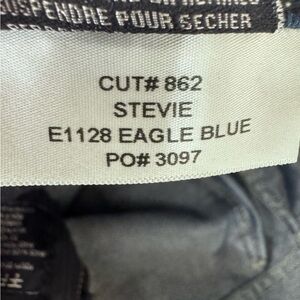 SUSPENDRE POUR SECHER
CUT# 862
STEVIE
E1128 EAGLE BLUE
PO# 3097